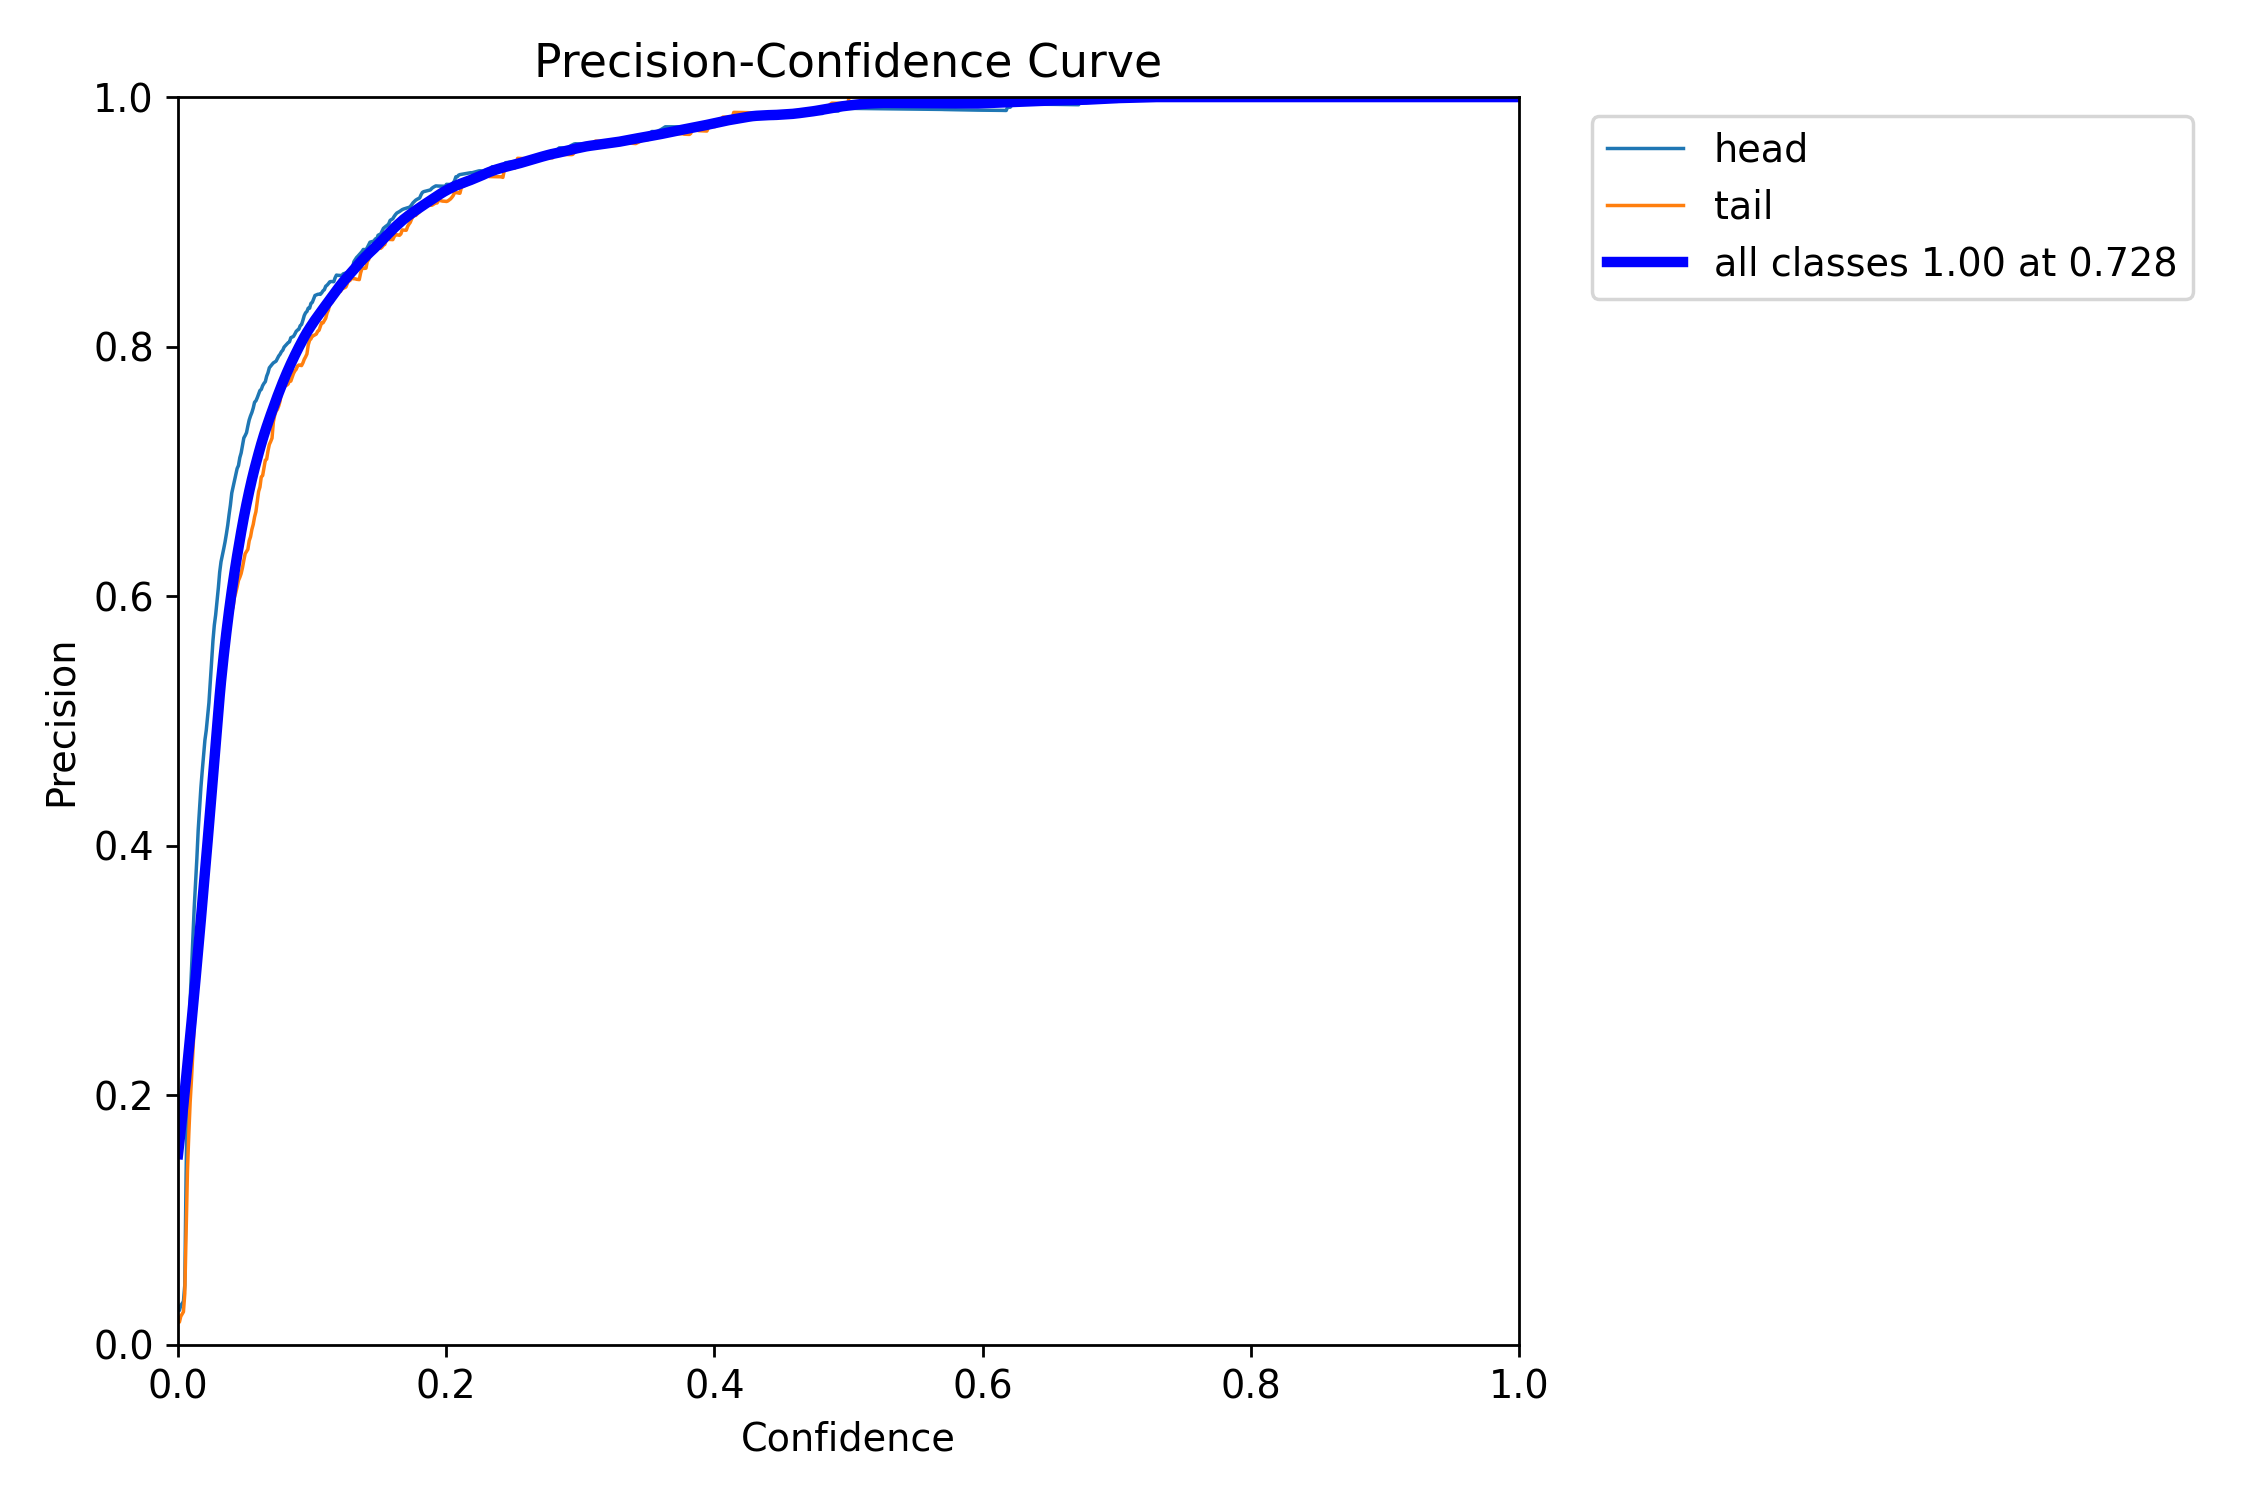 Precision-Confidence Curve
1.0
0.8
0.6
0.4
0.2
0.0
Precision
0.0 0.2 0.4 0.6 0.8 1.0
Confidence
head
tail
all classes 1.00 at 0.728